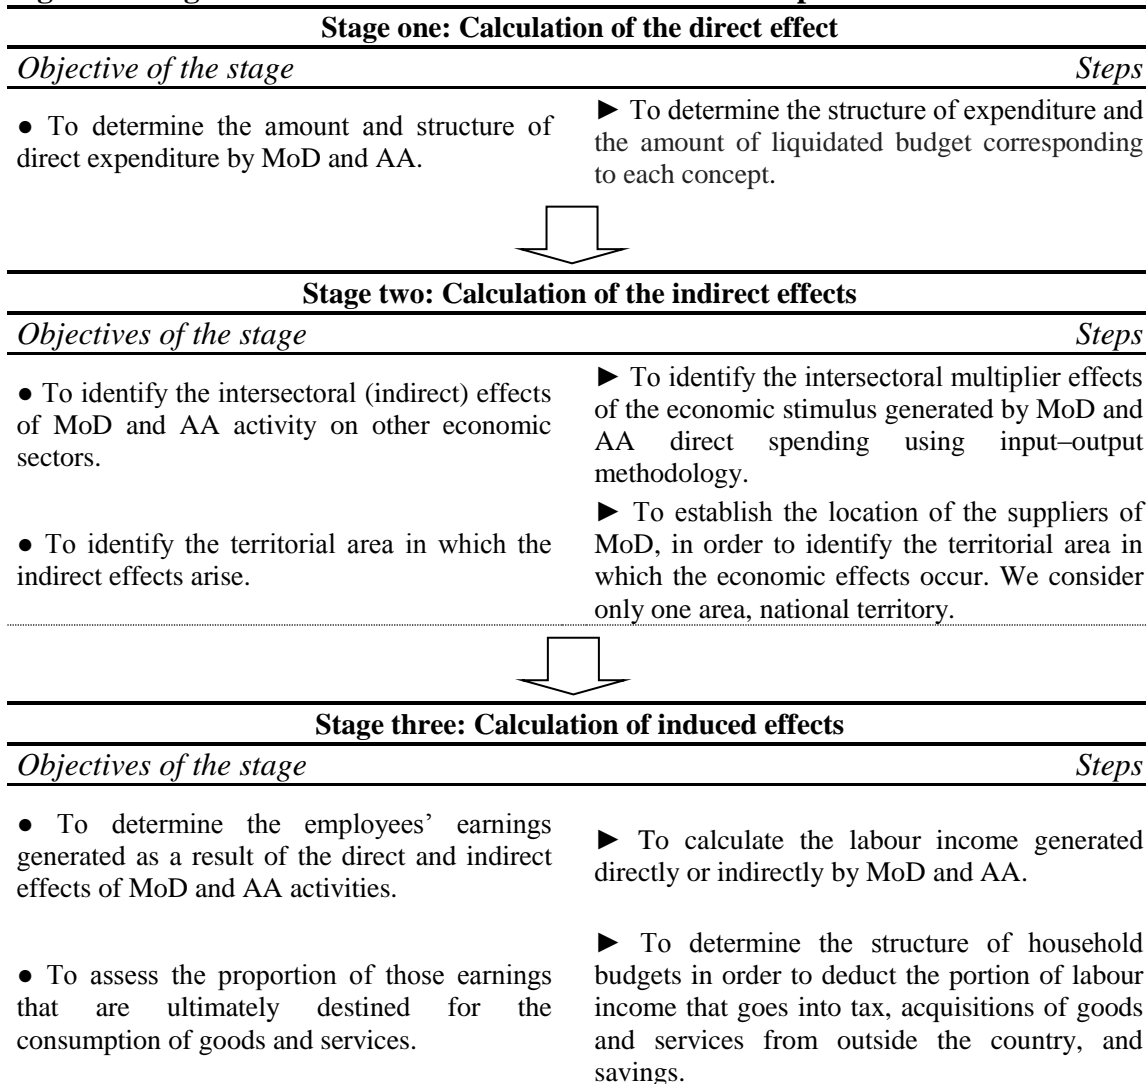 Stage one: Calculation of the direct effect
Objective of the stage Steps
● To determine the amount and structure of
direct expenditure by MoD and AA.
► To determine the structure of expenditure and
the amount of liquidated budget corresponding
to each concept.
Stage two: Calculation of the indirect effects
Objectives of the stage Steps
● To identify the intersectoral (indirect) effects
of MoD and AA activity on other economic
sectors.
► To identify the intersectoral multiplier effects
of the economic stimulus generated by MoD and
AA direct spending using input–output
methodology.
● To identify the territorial area in which the
indirect effects arise.
► To establish the location of the suppliers of
MoD, in order to identify the territorial area in
which the economic effects occur. We consider
only one area, national territory.
Stage three: Calculation of induced effects
Objectives of the stage Steps
● To determine the employees’ earnings
generated as a result of the direct and indirect
effects of MoD and AA activities.
► To calculate the labour income generated
directly or indirectly by MoD and AA.
● To assess the proportion of those earnings
that are ultimately destined for the
consumption of goods and services.
► To determine the structure of household
budgets in order to deduct the portion of labour
income that goes into tax, acquisitions of goods
and services from outside the country, and
savings.